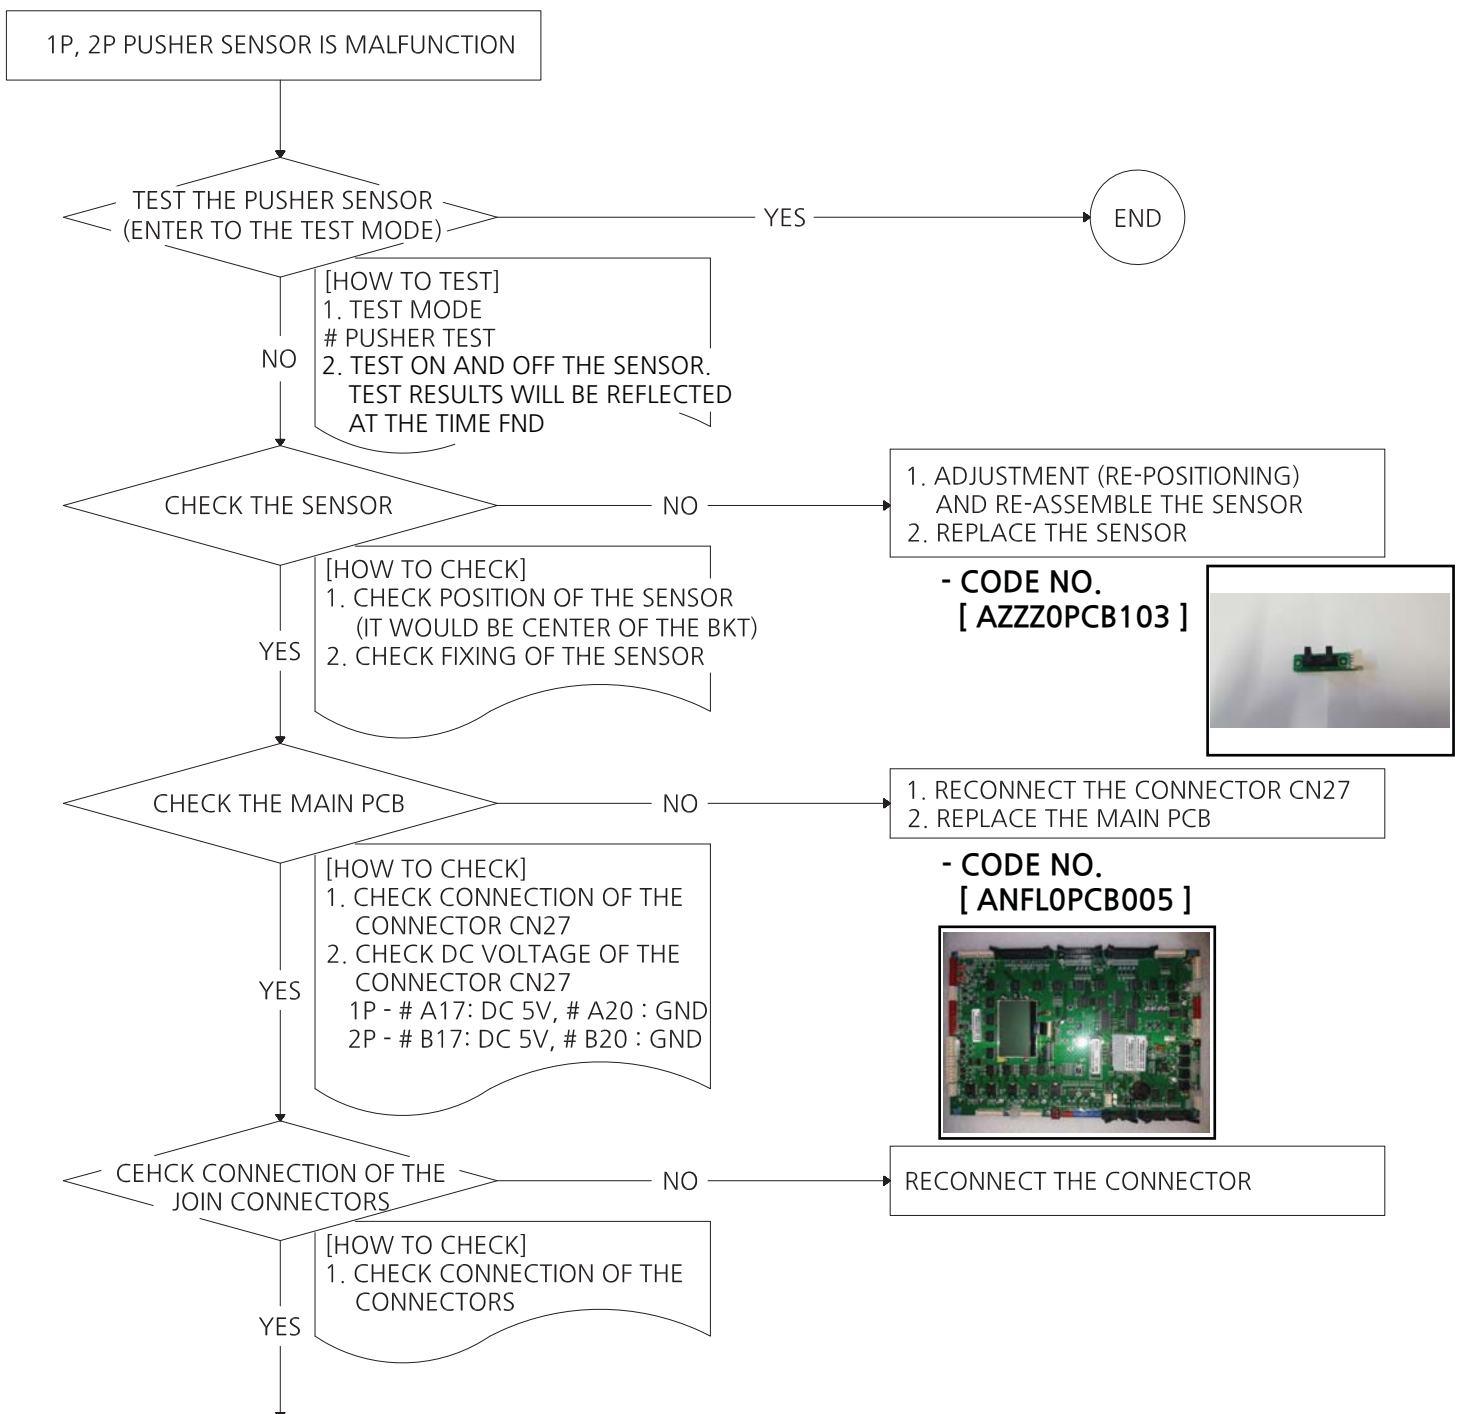 1P, 2P PUSHER SENSOR IS MALFUNCTION
TEST THE PUSHER SENSOR
(ENTER TO THE TEST MODE)
YES
END
[HOW TO TEST]
1. TEST MODE
# PUSHER TEST
2. TEST ON AND OFF THE SENSOR.
TEST RESULTS WILL BE REFLECTED
AT THE TIME FND
NO
CHECK THE SENSOR
NO
1. ADJUSTMENT (RE-POSITIONING)
AND RE-ASSEMBLE THE SENSOR
2. REPLACE THE SENSOR
- CODE NO.
[ AZZZ0PCB103 ]
[HOW TO CHECK]
1. CHECK POSITION OF THE SENSOR
(IT WOULD BE CENTER OF THE BKT)
2. CHECK FIXING OF THE SENSOR
YES
CHECK THE MAIN PCB
NO
1. RECONNECT THE CONNECTOR CN27
2. REPLACE THE MAIN PCB
- CODE NO.
[ ANFL0PCB005 ]
[HOW TO CHECK]
1. CHECK CONNECTION OF THE
CONNECTOR CN27
2. CHECK DC VOLTAGE OF THE
CONNECTOR CN27
1P - # A17: DC 5V, # A20 : GND
2P - # B17: DC 5V, # B20 : GND
YES
CEHCK CONNECTION OF THE
JOIN CONNECTORS
NO
RECONNECT THE CONNECTOR
[HOW TO CHECK]
1. CHECK CONNECTION OF THE
CONNECTORS
YES